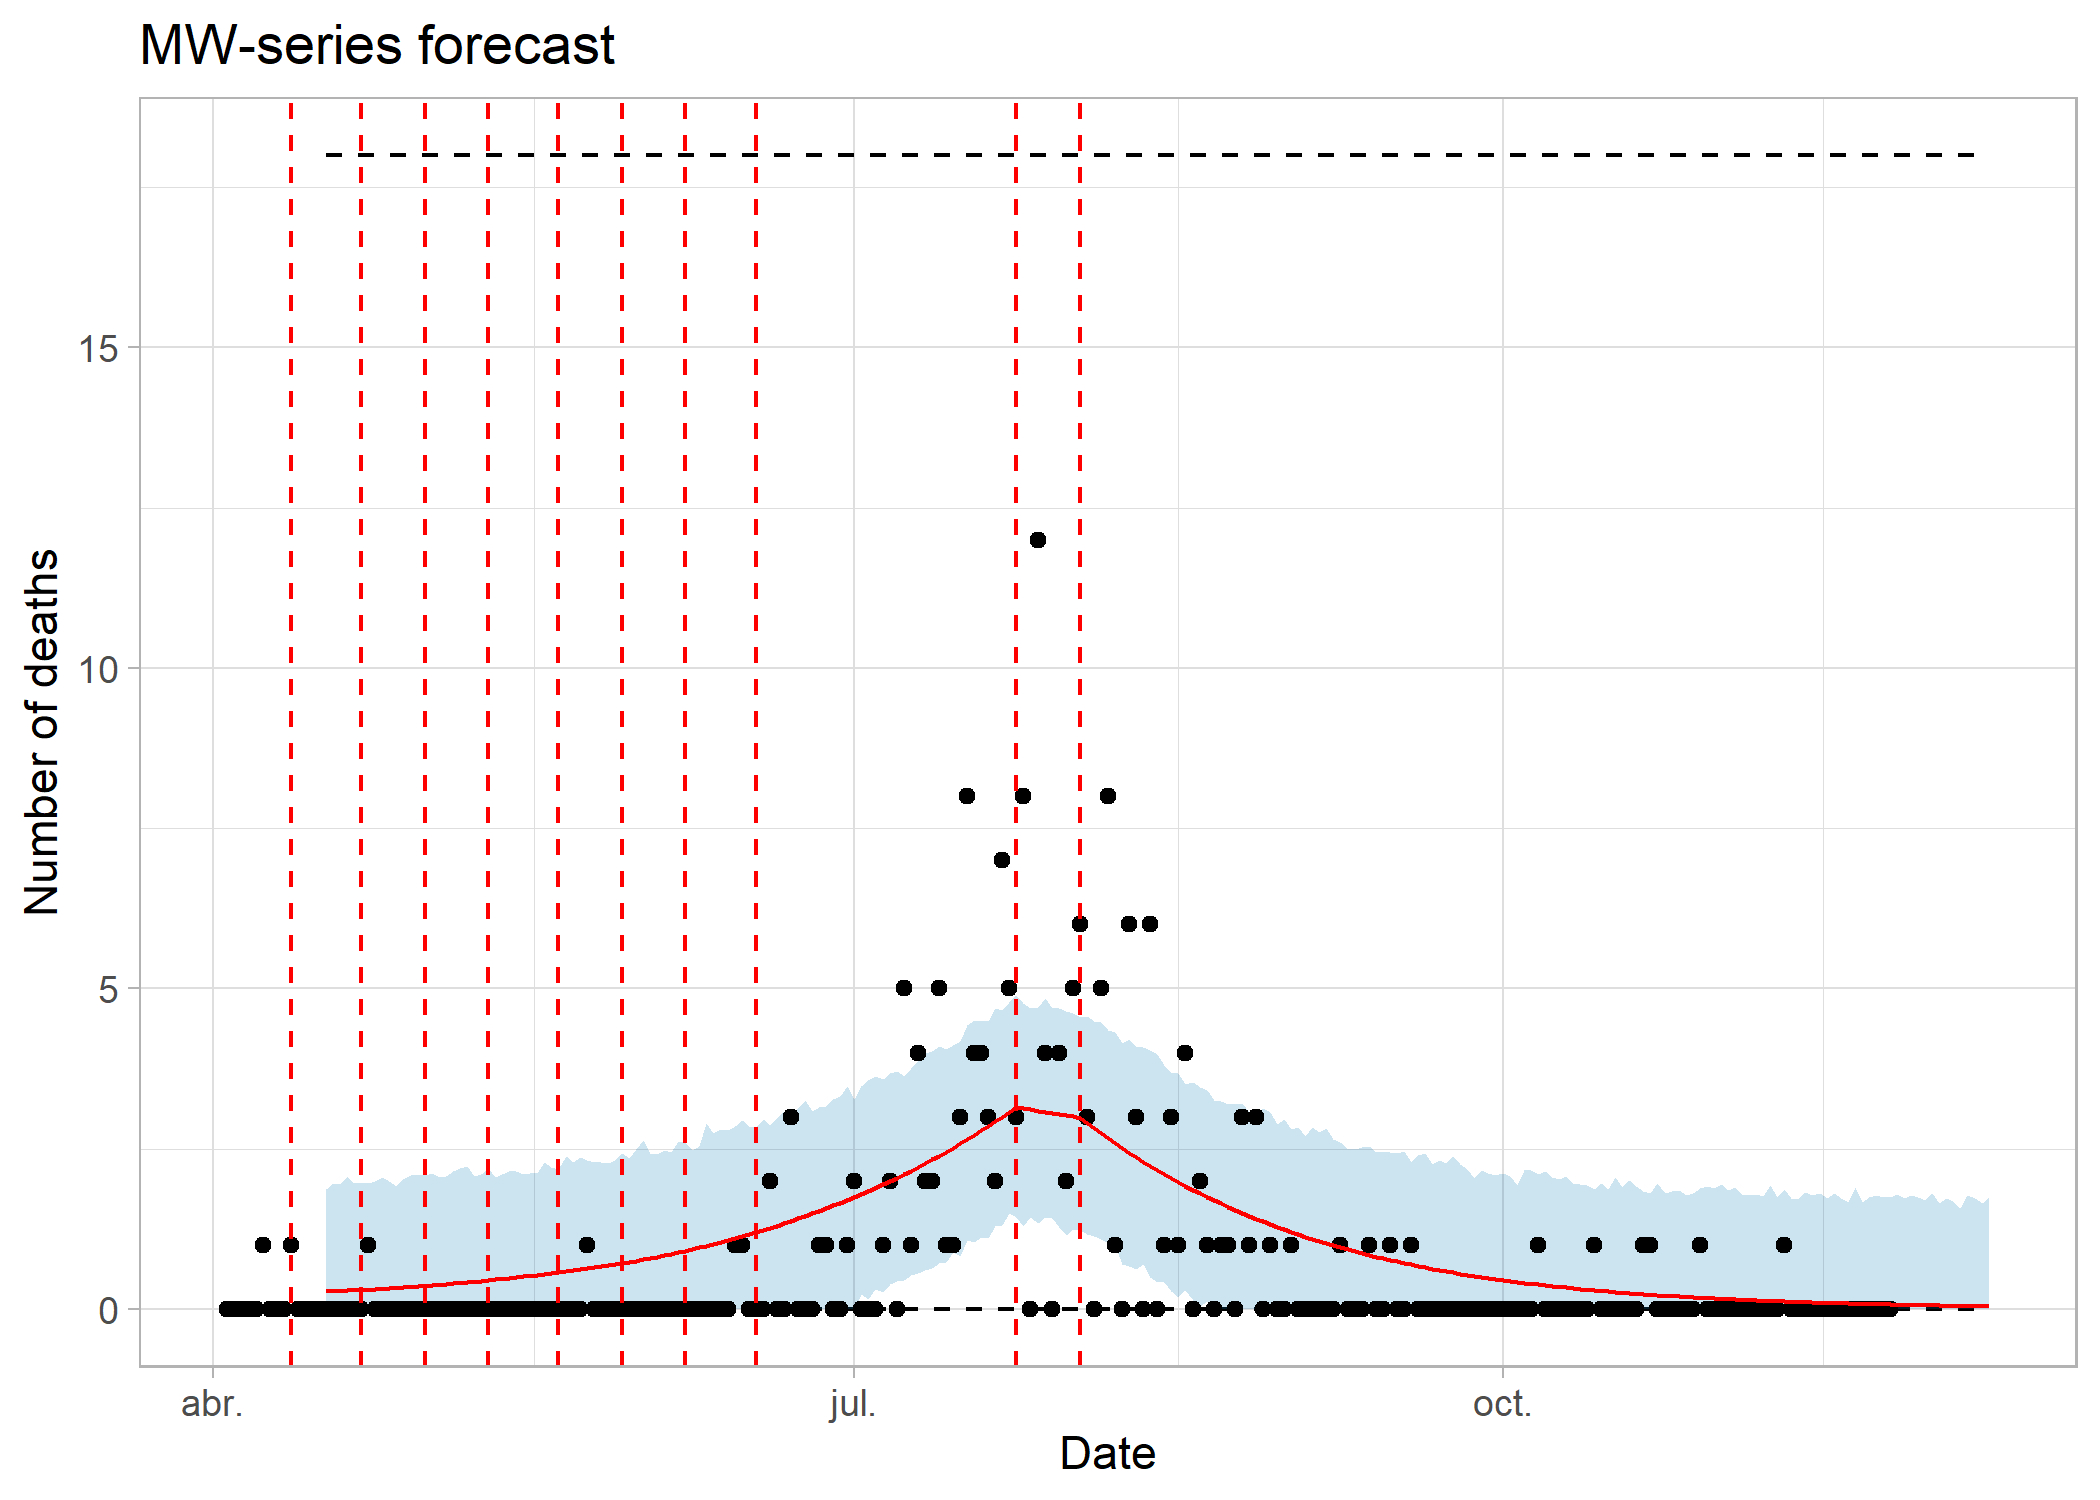 MW-series forecast
Number of deaths
15
10
5
0
abr.
jul.
oct.
Date